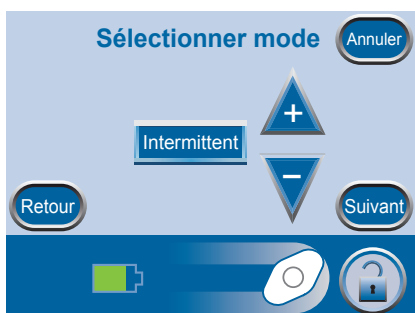 Sélectionner mode
Annuler
+
Intermittent
−
Retour
Suivant